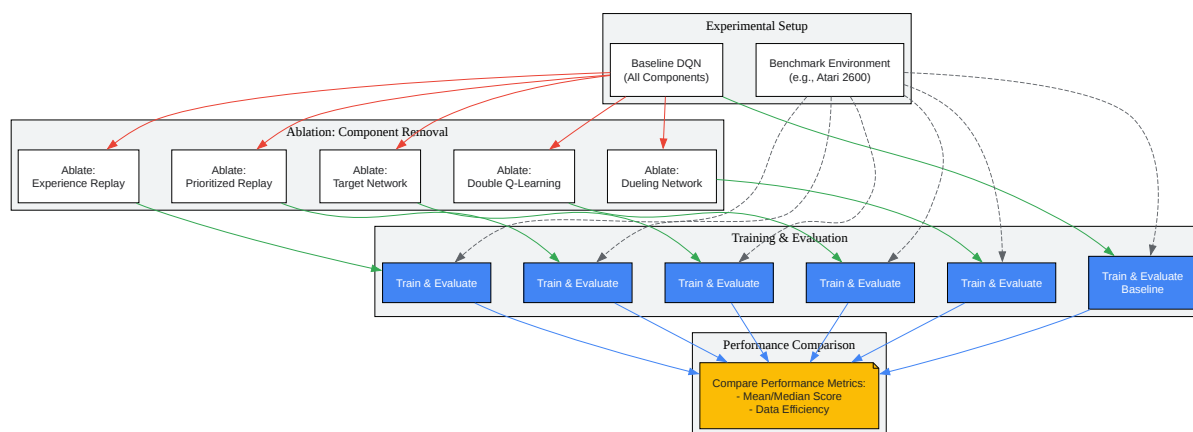 Experimental Setup
Baseline DQN
(All Components)
Benchmark Environment
(e.g., Atari 2600)
Ablation: Component Removal
Ablate:
Experience Replay
Ablate:
Prioritized Replay
Ablate:
Target Network
Ablate:
Double Q-Learning
Ablate:
Dueling Network
Training & Evaluation
Train & Evaluate
Train & Evaluate
Train & Evaluate
Train & Evaluate
Train & Evaluate
Train & Evaluate
Baseline
Performance Comparison
Compare Performance Metrics:
- Mean/Median Score
- Data Efficiency